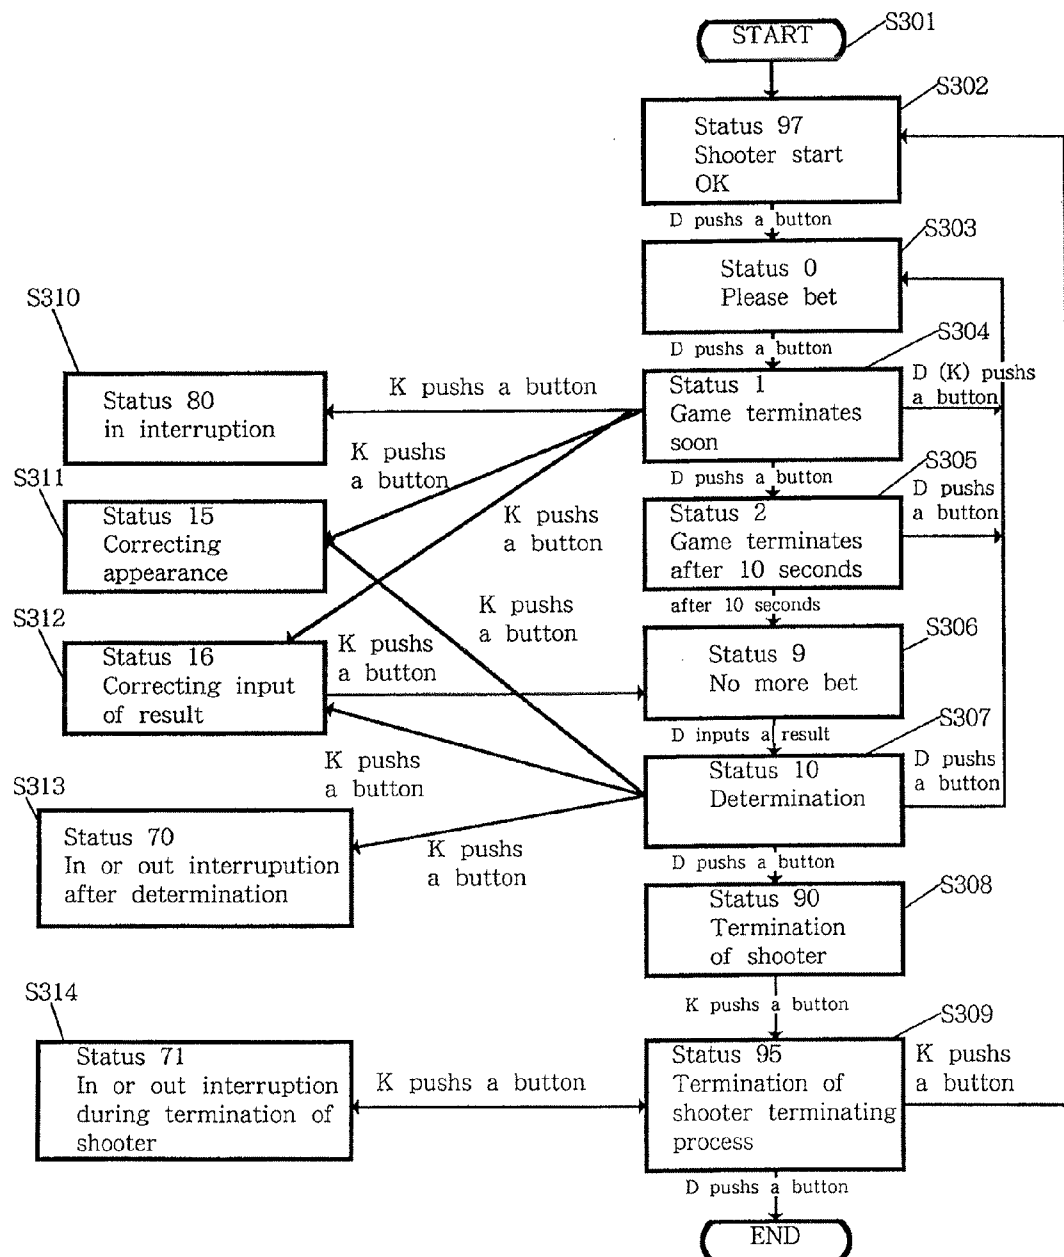 START
S301
S302
Status 97
Shooter start
OK
D pushs a button
S303
Status 0
Please bet
S310
D pushs a button
S304
Status 80
in interruption
K pushs a button
Status 1
Game terminates
soon
D (K) pushs
a button
K pushs
a button
S311
D pushs a button
S305
Status 15
Correcting
appearance
K pushs
a button
Status 2
Game terminates
after 10 seconds
D pushs
a button
S312
K pushs
a button
after 10 seconds
S306
Status 16
Correcting input
of result
K pushs
a button
Status 9
No more bet
D inputs a result
S307
K pushs
a button
Status 10
Determination
D pushs
a button
S313
Status 70
In or out interrupution
after determination
K pushs
a button
D pushs a button
S308
Status 90
Termination
of shooter
S314
K pushs a button
S309
Status 71
In or out interruption
during termination of
shooter
K pushs a button
Status 95
Termination of
shooter terminating
process
K pushs
a button
D pushs a button
END